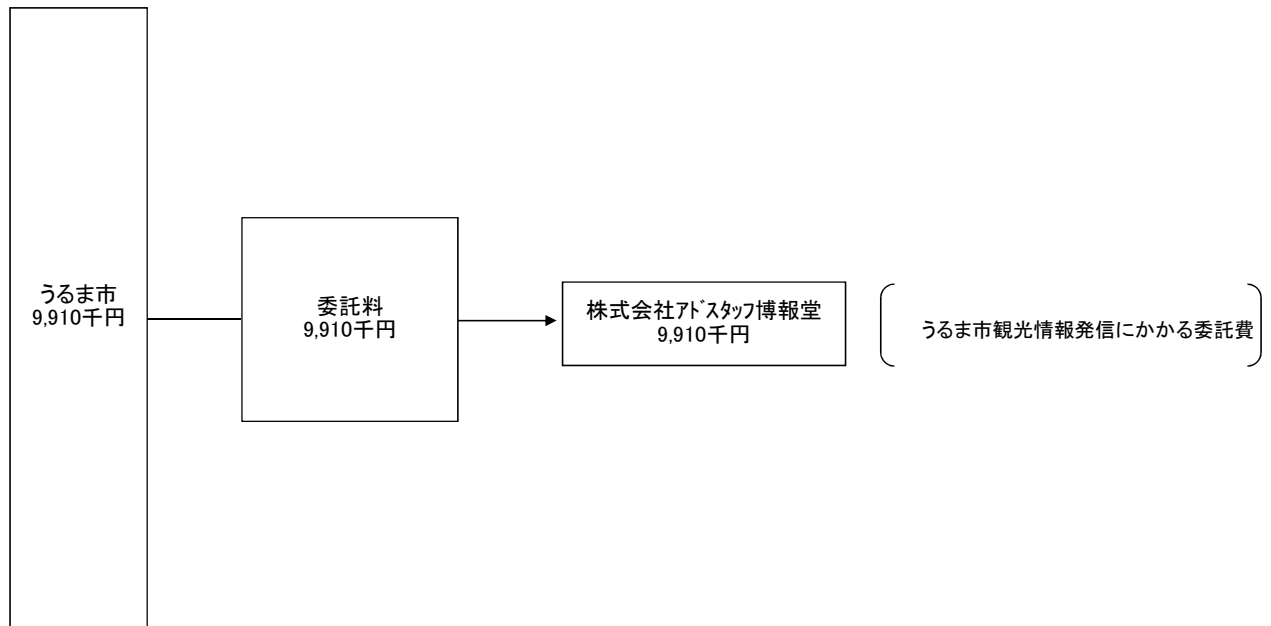 うるま市
9,910千円
委託料
9,910千円
株式会社ｱﾄﾞｽﾀｯﾌ博報堂
9,910千円
うるま市観光情報発信にかかる委託費